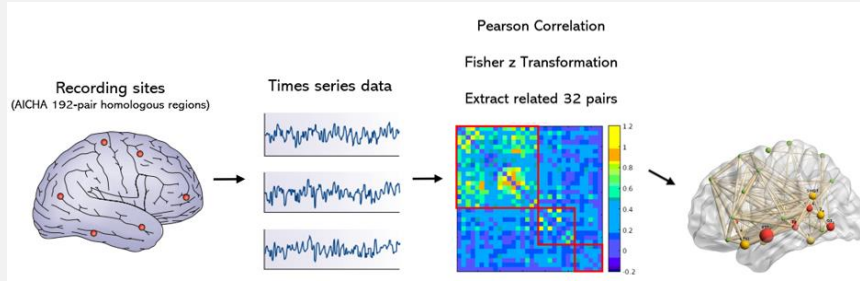 Pearson Correlation
Fisher z Transformation
Extract related 32 pairs
Recording sites
(AICHA 192-pair homologous regions)
Times series data
1.2
1
0.8
0.6
0.4
0.2
0
-0.2